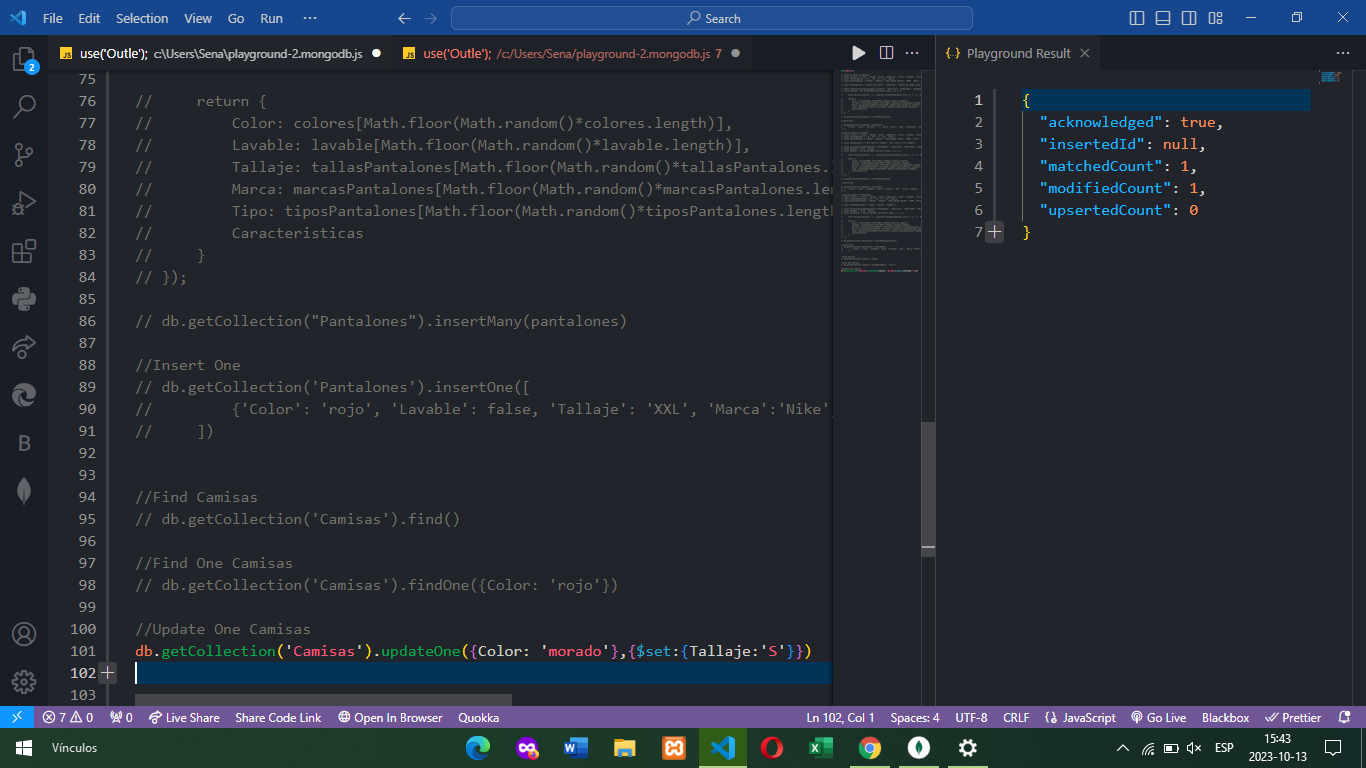 File Edit Selection View Go Run ··· Search
use('Outle'); c:\Users\Sena\playground-2.mongodb.js
use('Outle'); /c:/Users/Sena/playground-2.mongodb.js 7
Playground Result
2
75
76 // return {
77 // Color: colores[Math.floor(Math.random()*colores.length)],
78 // Lavable: lavable[Math.floor(Math.random()*lavable.length)],
79 // Tallaje: tallasPantalones[Math.floor(Math.random()*tallasPantalones.
80 // Marca: marcasPantalones[Math.floor(Math.random()*marcasPantalones.le
81 // Tipo: tiposPantalones[Math.floor(Math.random()*tiposPantalones.length
82 // Caracteristicas
83 // }
84 // });
85
86 // db.getCollection("Pantalones").insertMany(pantalones)
87
88 //Insert One
89 // db.getCollection('Pantalones').insertOne([
90 // {'Color': 'rojo', 'Lavable': false, 'Tallaje': 'XXL', 'Marca':'Nike'
91 // ])
92
93
94 //Find Camisas
95 // db.getCollection('Camisas').find()
96
97 //Find One Camisas
98 // db.getCollection('Camisas').findOne({Color: 'rojo'})
99
100 //Update One Camisas
101 db.getCollection('Camisas').updateOne({Color: 'morado'},{$set:{Tallaje:'S'}})
102
103
1 {
2 "acknowledged": true,
3 "insertedId": null,
4 "matchedCount": 1,
5 "modifiedCount": 1,
6 "upsertedCount": 0
7 }
B
7 0 0 Live Share Share Code Link Open In Browser Quokka Ln 102, Col 1 Spaces: 4 UTF-8 CRLF JavaScript Go Live Blackbox Prettier
Vínculos
ESP
15:43
2023-10-13